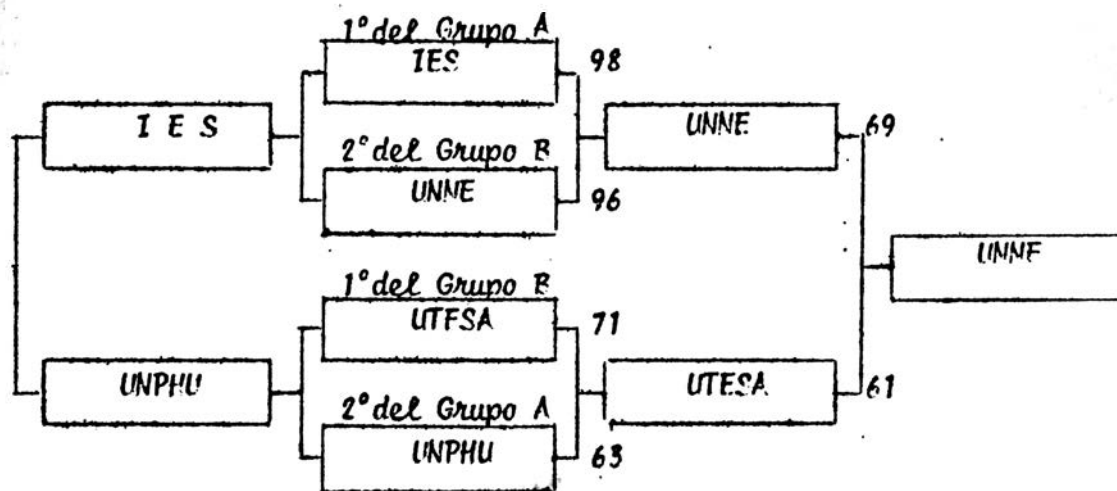 1° del Grupo A
IES 98
I E S UNNE 69
2° del Grupo B
UNNE 96
UNNE
1° del Grupo B
UTESA 71
UNPHU UTESA 61
2° del Grupo A
UNPHU 63